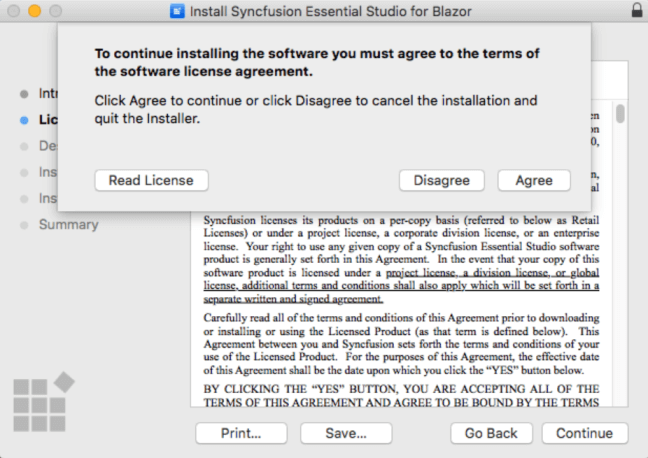 Install Syncfusion Essential Studio for Blazor
To continue installing the software you must agree to the terms of
the software license agreement.
Click Agree to continue or click Disagree to cancel the installation and
quit the Installer.
Read License
Disagree
Agree
Summary
Syncfusion licenses its products on a per-copy basis (referred to below as Retail
Licenses) or under a project license, a corporate division license, or an enterprise
license. Your right to use any given copy of a Syncfusion Essential Studio software
product is generally set forth in this Agreement. In the event that your copy of this
software product is licensed under a project license, a division license, or global
license, additional terms and conditions shall also apply which will be set forth in a
separate written and signed agreement.
Carefully read all of the terms and conditions of this Agreement prior to downloading
or installing or using the Licensed Product (as that term is defined below). This
Agreement between you and Syncfusion sets forth the terms and conditions of your
use of the Licensed Product. For the purposes of this Agreement, the effective date
of this Agreement shall be the date upon which you click the “YES” button below.
BY CLICKING THE “YES” BUTTON, YOU ARE ACCEPTING ALL OF THE
TERMS OF THIS AGREEMENT AND AGREE TO BE BOUND BY THE TERMS
Print...
Save...
Go Back
Continue